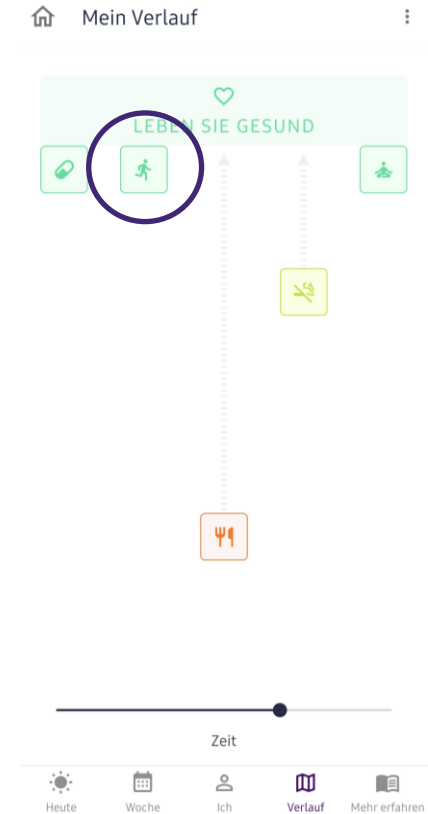 Mein Verlauf
LEBEN SIE GESUND
Zeit
Heute
Woche
Ich
Verlauf
Mehr erfahren